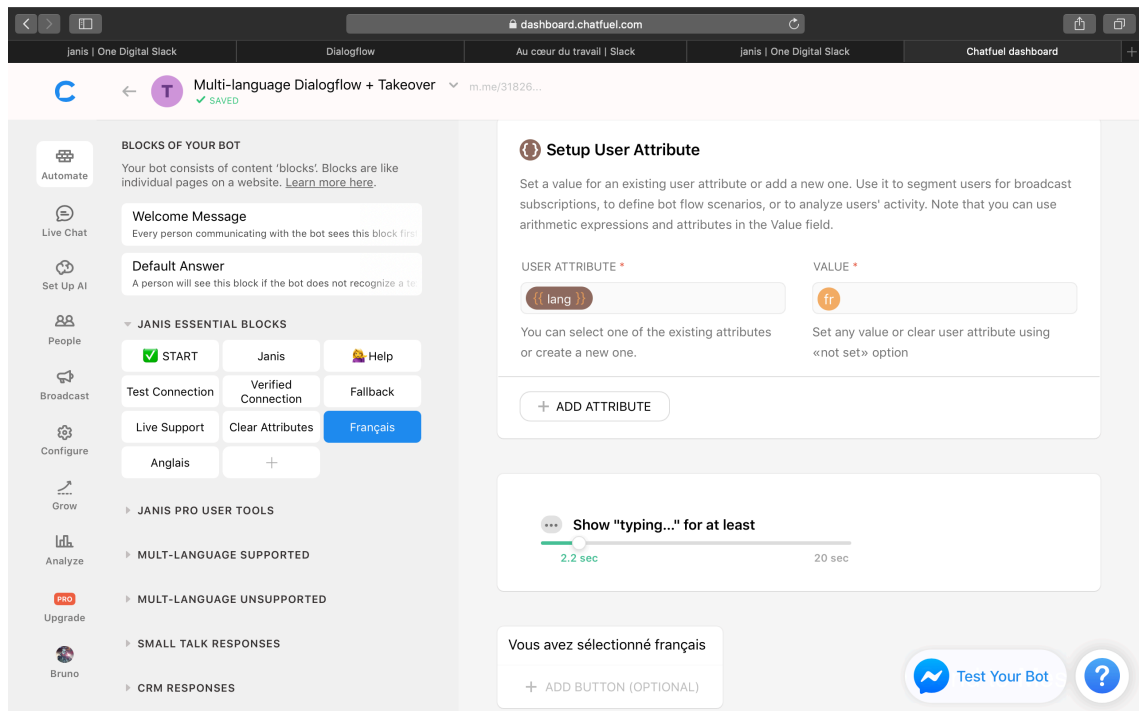 dashboard.chatfuel.com
janis | One Digital Slack
Dialogflow
Au cœur du travail | Slack
janis | One Digital Slack
Chatfuel dashboard
T
Multi-language Dialogflow + Takeover
m.me/31826...
SAVED
Automate
Live Chat
Set Up AI
People
Broadcast
Configure
Grow
Analyze
PRO
Upgrade
Bruno
BLOCKS OF YOUR BOT
Your bot consists of content ‘blocks’. Blocks are like
individual pages on a website. Learn more here.
Welcome Message
Every person communicating with the bot sees this block first
Default Answer
A person will see this block if the bot does not recognize a te
JANIS ESSENTIAL BLOCKS
START
Janis
Help
Test Connection
Verified
Connection
Fallback
Live Support
Clear Attributes
Français
Anglais
JANIS PRO USER TOOLS
MULT-LANGUAGE SUPPORTED
MULT-LANGUAGE UNSUPPORTED
SMALL TALK RESPONSES
CRM RESPONSES
Setup User Attribute
Set a value for an existing user attribute or add a new one. Use it to segment users for broadcast
subscriptions, to define bot flow scenarios, or to analyze users' activity. Note that you can use
arithmetic expressions and attributes in the Value field.
USER ATTRIBUTE *
VALUE *
{{ lang }}
fr
You can select one of the existing attributes
or create a new one.
Set any value or clear user attribute using
«not set» option
+ ADD ATTRIBUTE
Show "typing..." for at least
2.2 sec
20 sec
Vous avez sélectionné français
+ ADD BUTTON (OPTIONAL)
Test Your Bot
?